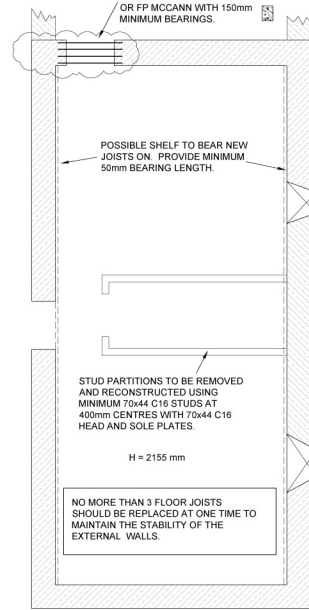 OR FP MCCANN WITH 150mm
MINIMUM BEARINGS.
POSSIBLE SHELF TO BEAR NEW
JOISTS ON. PROVIDE MINIMUM
50mm BEARING LENGTH.
STUD PARTITIONS TO BE REMOVED
AND RECONSTRUCTED USING
MINIMUM 70x44 C16 STUDS AT
400mm CENTRES WITH 70x44 C16
HEAD AND SOLE PLATES.
H = 2155 mm
NO MORE THAN 3 FLOOR JOISTS
SHOULD BE REPLACED AT ONE TIME TO
MAINTAIN THE STABILITY OF THE
EXTERNAL WALLS.